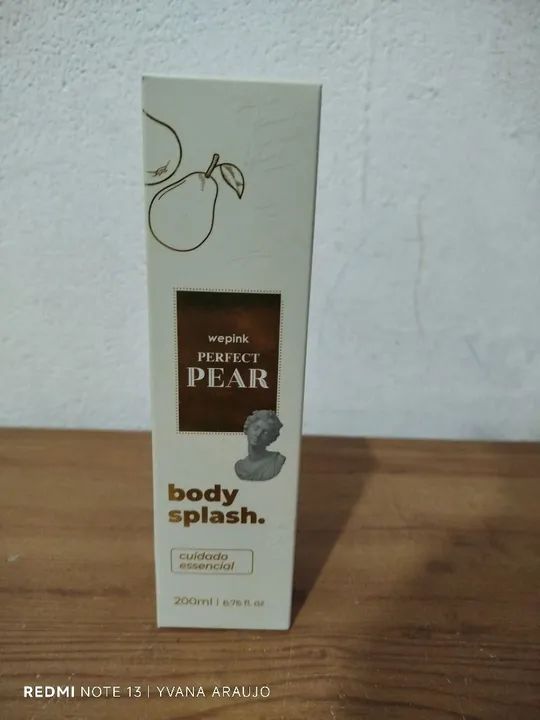 wepink
PERFECT
PEAR
body
splash.
cuidado
essencial
200ml | 6.76 fl. oz
REDMI NOTE 13 | YVANA ARAUJO